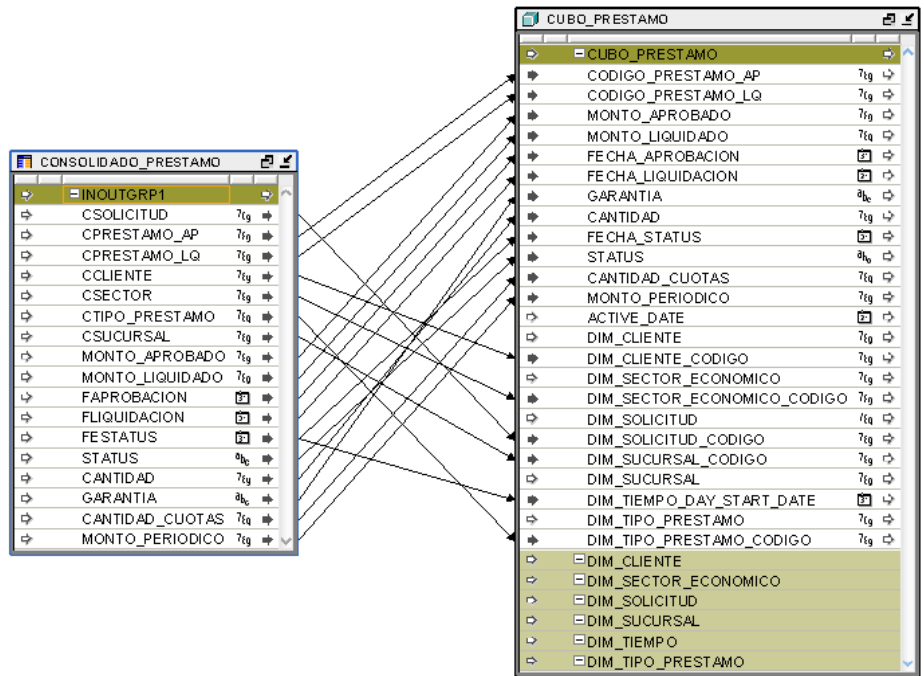 CONSOLIDADO_PRESTAMO
INOUTGRP1
CSOLICITUD
CPRESTAMO_AP
CPRESTAMO_LQ
CCLIENTE
CSECTOR
CTIPO_PRESTAMO
CSUCURSAL
MONTO_APROBADO
MONTO_LIQUIDADO
FAPROBACION
FLIQUIDACION
FESTATUS
STATUS
CANTIDAD
GARANTIA
CANTIDAD_CUOTAS
MONTO_PERIODICO
CUBO_PRESTAMO
CUBO_PRESTAMO
CODIGO_PRESTAMO_AP
CODIGO_PRESTAMO_LQ
MONTO_APROBADO
MONTO_LIQUIDADO
FECHA_APROBACION
FECHA_LIQUIDACION
GARANTIA
CANTIDAD
FECHA_STATUS
STATUS
CANTIDAD_CUOTAS
MONTO_PERIODICO
ACTIVE_DATE
DIM_CLIENTE
DIM_CLIENTE_CODIGO
DIM_SECTOR_ECONOMICO
DIM_SECTOR_ECONOMICO_CODIGO
DIM_SOLICITUD
DIM_SOLICITUD_CODIGO
DIM_SUCURSAL_CODIGO
DIM_SUCURSAL
DIM_TIEMPO_DAY_START_DATE
DIM_TIPO_PRESTAMO
DIM_TIPO_PRESTAMO_CODIGO
DIM_CLIENTE
DIM_SECTOR_ECONOMICO
DIM_SOLICITUD
DIM_SUCURSAL
DIM_TIEMPO
DIM_TIPO_PRESTAMO